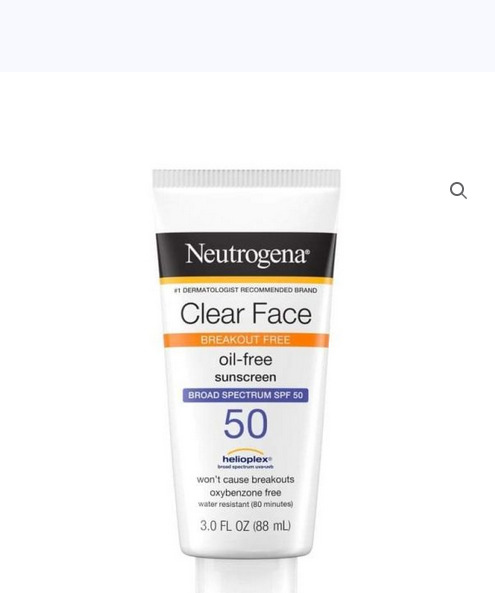 Neutrogena®
#1 DERMATOLOGIST RECOMMENDED BRAND
Clear Face
BREAKOUT FREE
oil-free
sunscreen
BROAD SPECTRUM SPF 50
50
helioplex®
broad spectrum uva•uvb
won't cause breakouts
oxybenzone free
water resistant (80 minutes)
3.0 FL OZ (88 mL)